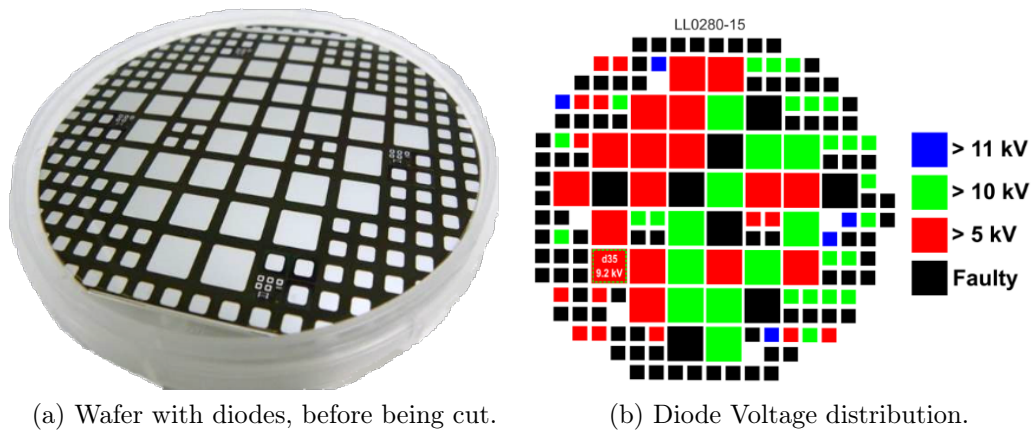 LL0280-15
> 11 kV
> 10 kV
> 5 kV
Faulty
d35
9.2 kV
(a) Wafer with diodes, before being cut.
(b) Diode Voltage distribution.